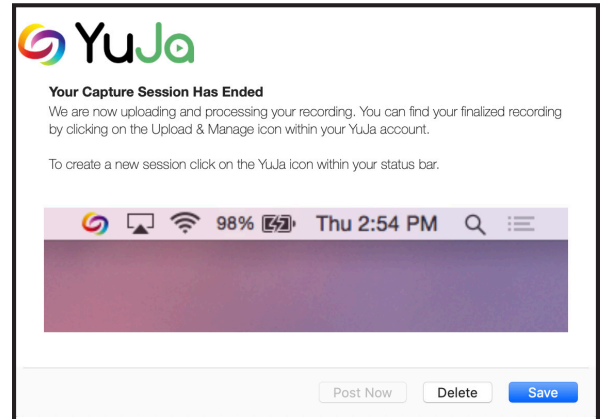 YuJa
Your Capture Session Has Ended
We are now uploading and processing your recording. You can find your finalized recording
by clicking on the Upload & Manage icon within your YuJa account.
To create a new session click on the YuJa icon within your status bar.
98% Thu 2:54 PM
Post Now Delete Save